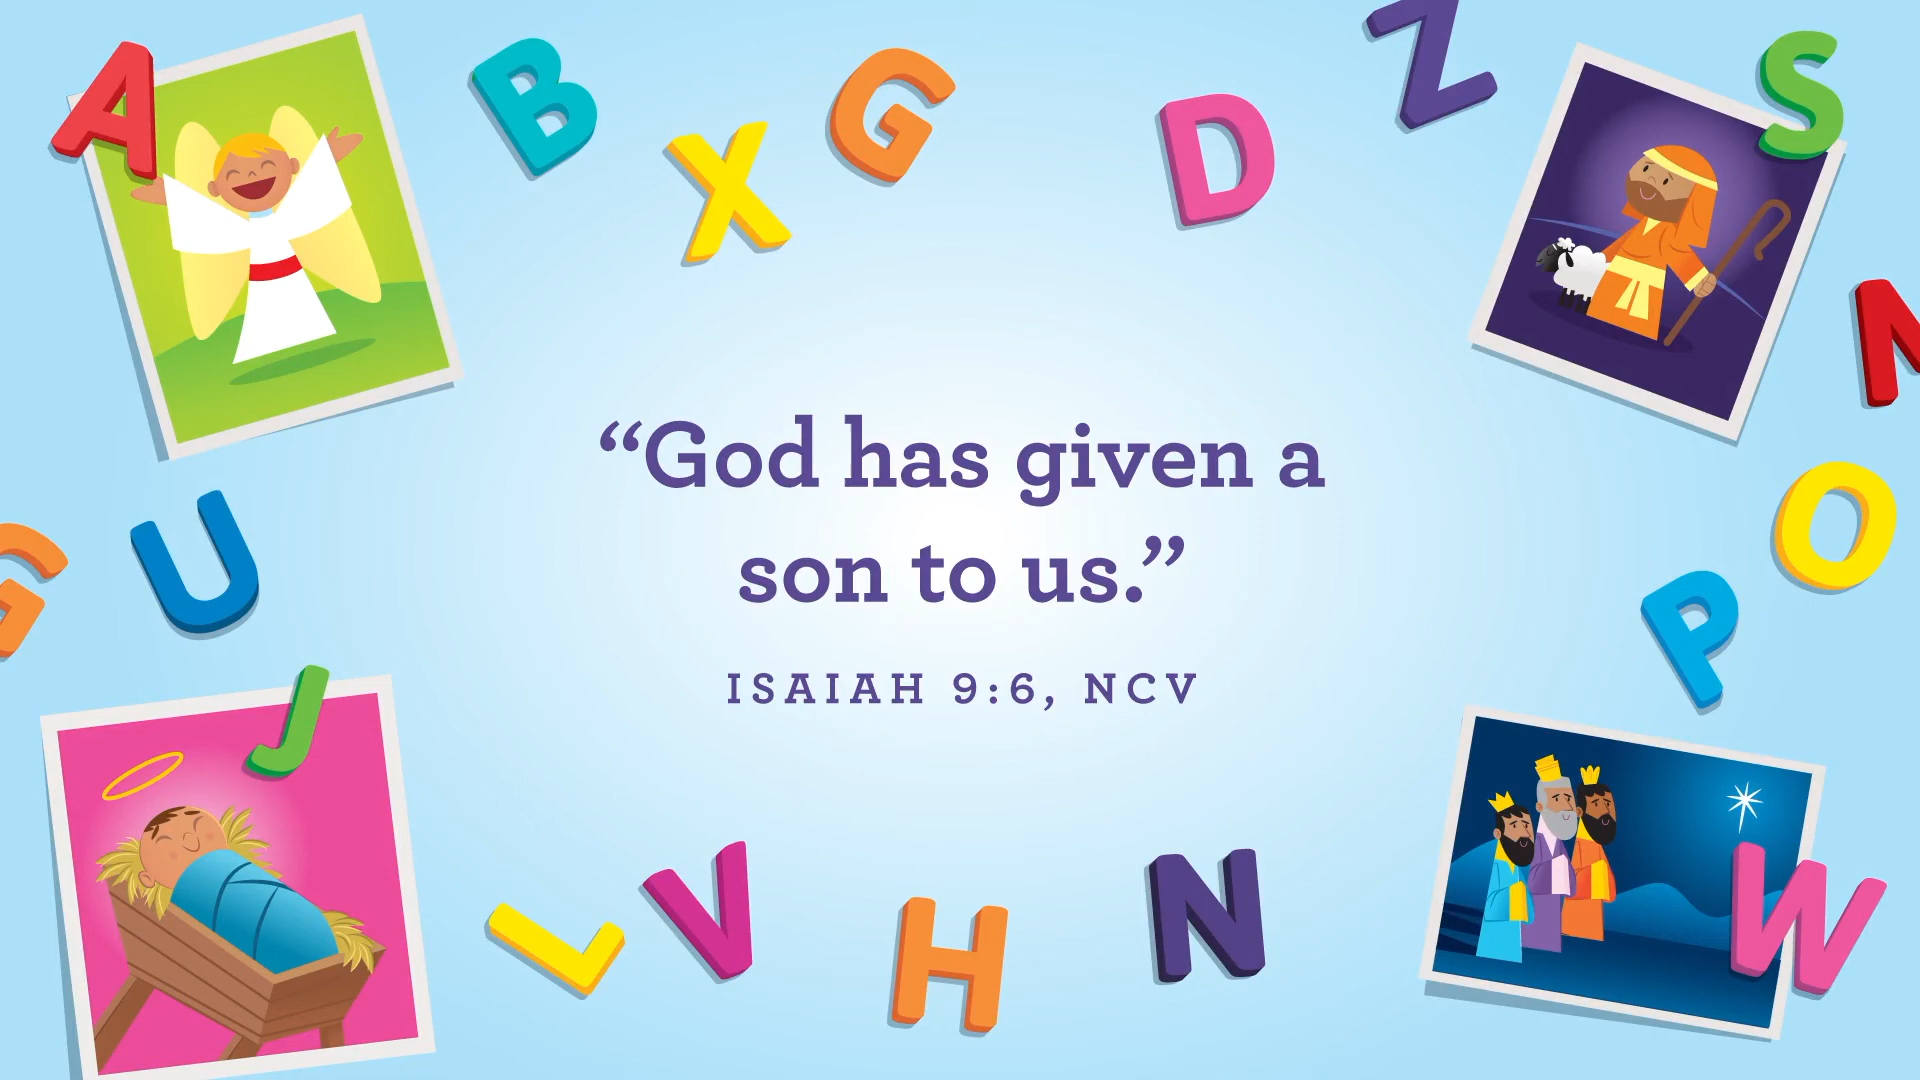 A
B
X
G
D
Z
S
“God has given a
son to us.”
ISAIAH 9:6, NCV
G
U
O
P
J
L
V
H
N
W